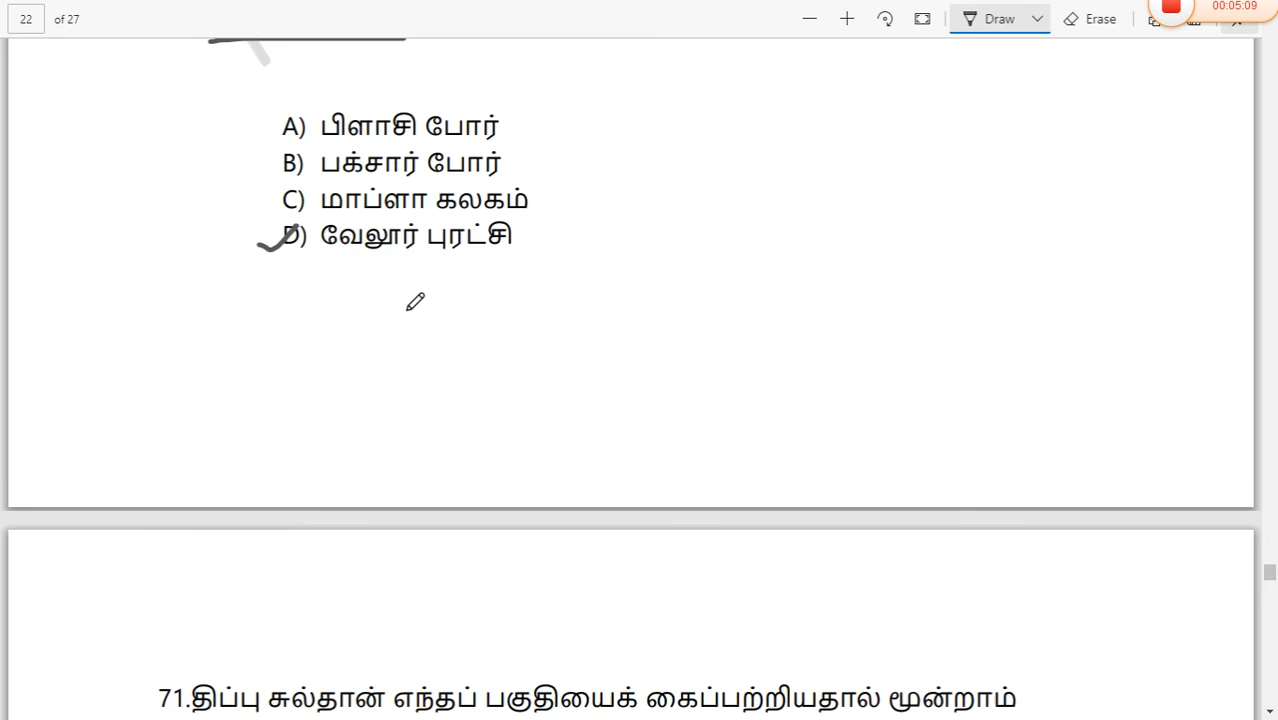 22 of 27 Draw Erase 00:05:09
A) பிளாசி போர்
B) பக்சார் போர்
C) மாப்ளா கலகம்
D) வேலூர் புரட்சி
71.திப்பு சுல்தான் எந்தப் பகுதியைக் கைப்பற்றியதால் மூன்றாம்